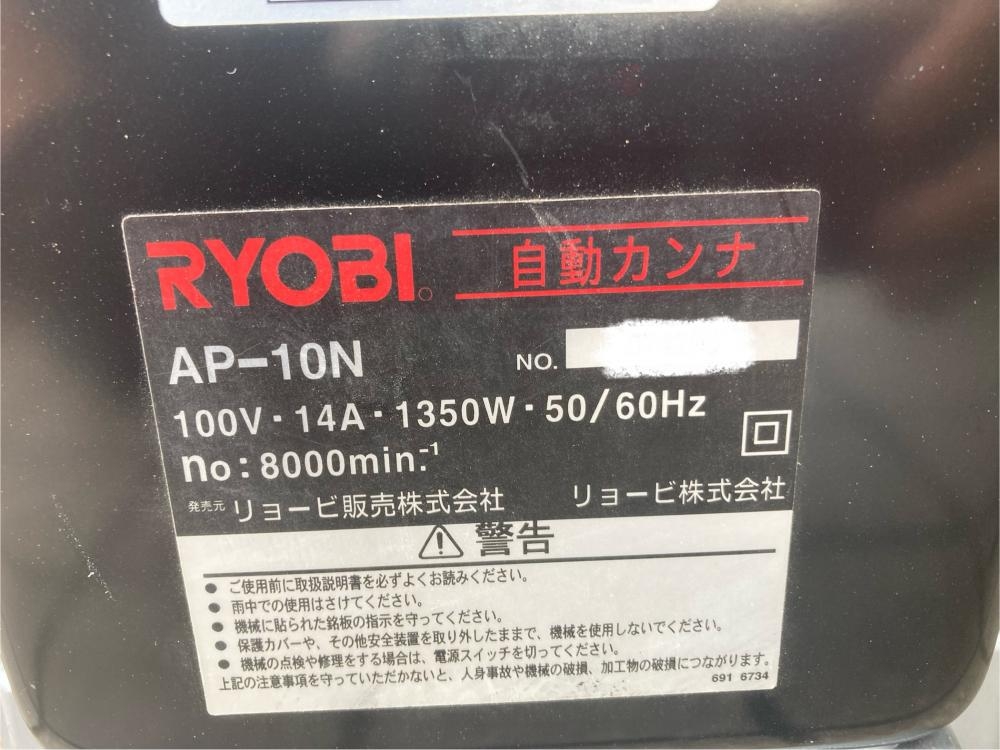 RYOBI
自動カンナ
AP-10N
NO.
100V・14A・1350W・50/60Hz
no:8000min.⁻¹
発売元 リョービ販売株式会社 リョービ株式会社
警告
● ご使用前に取扱説明書を必ずよくお読みください。
● 雨中での使用はさけてください。
● 機械に貼られた銘板の指示を守ってください。
● 保護カバーや、その他安全装置を取り外したままで、機械を使用しないでください。
● 機械の点検や修理をする場合は、電源スイッチを切ってください。
上記の注意事項を守っていただかないと、人身事故や機械の破損、加工物の破損につながります。
691 6734